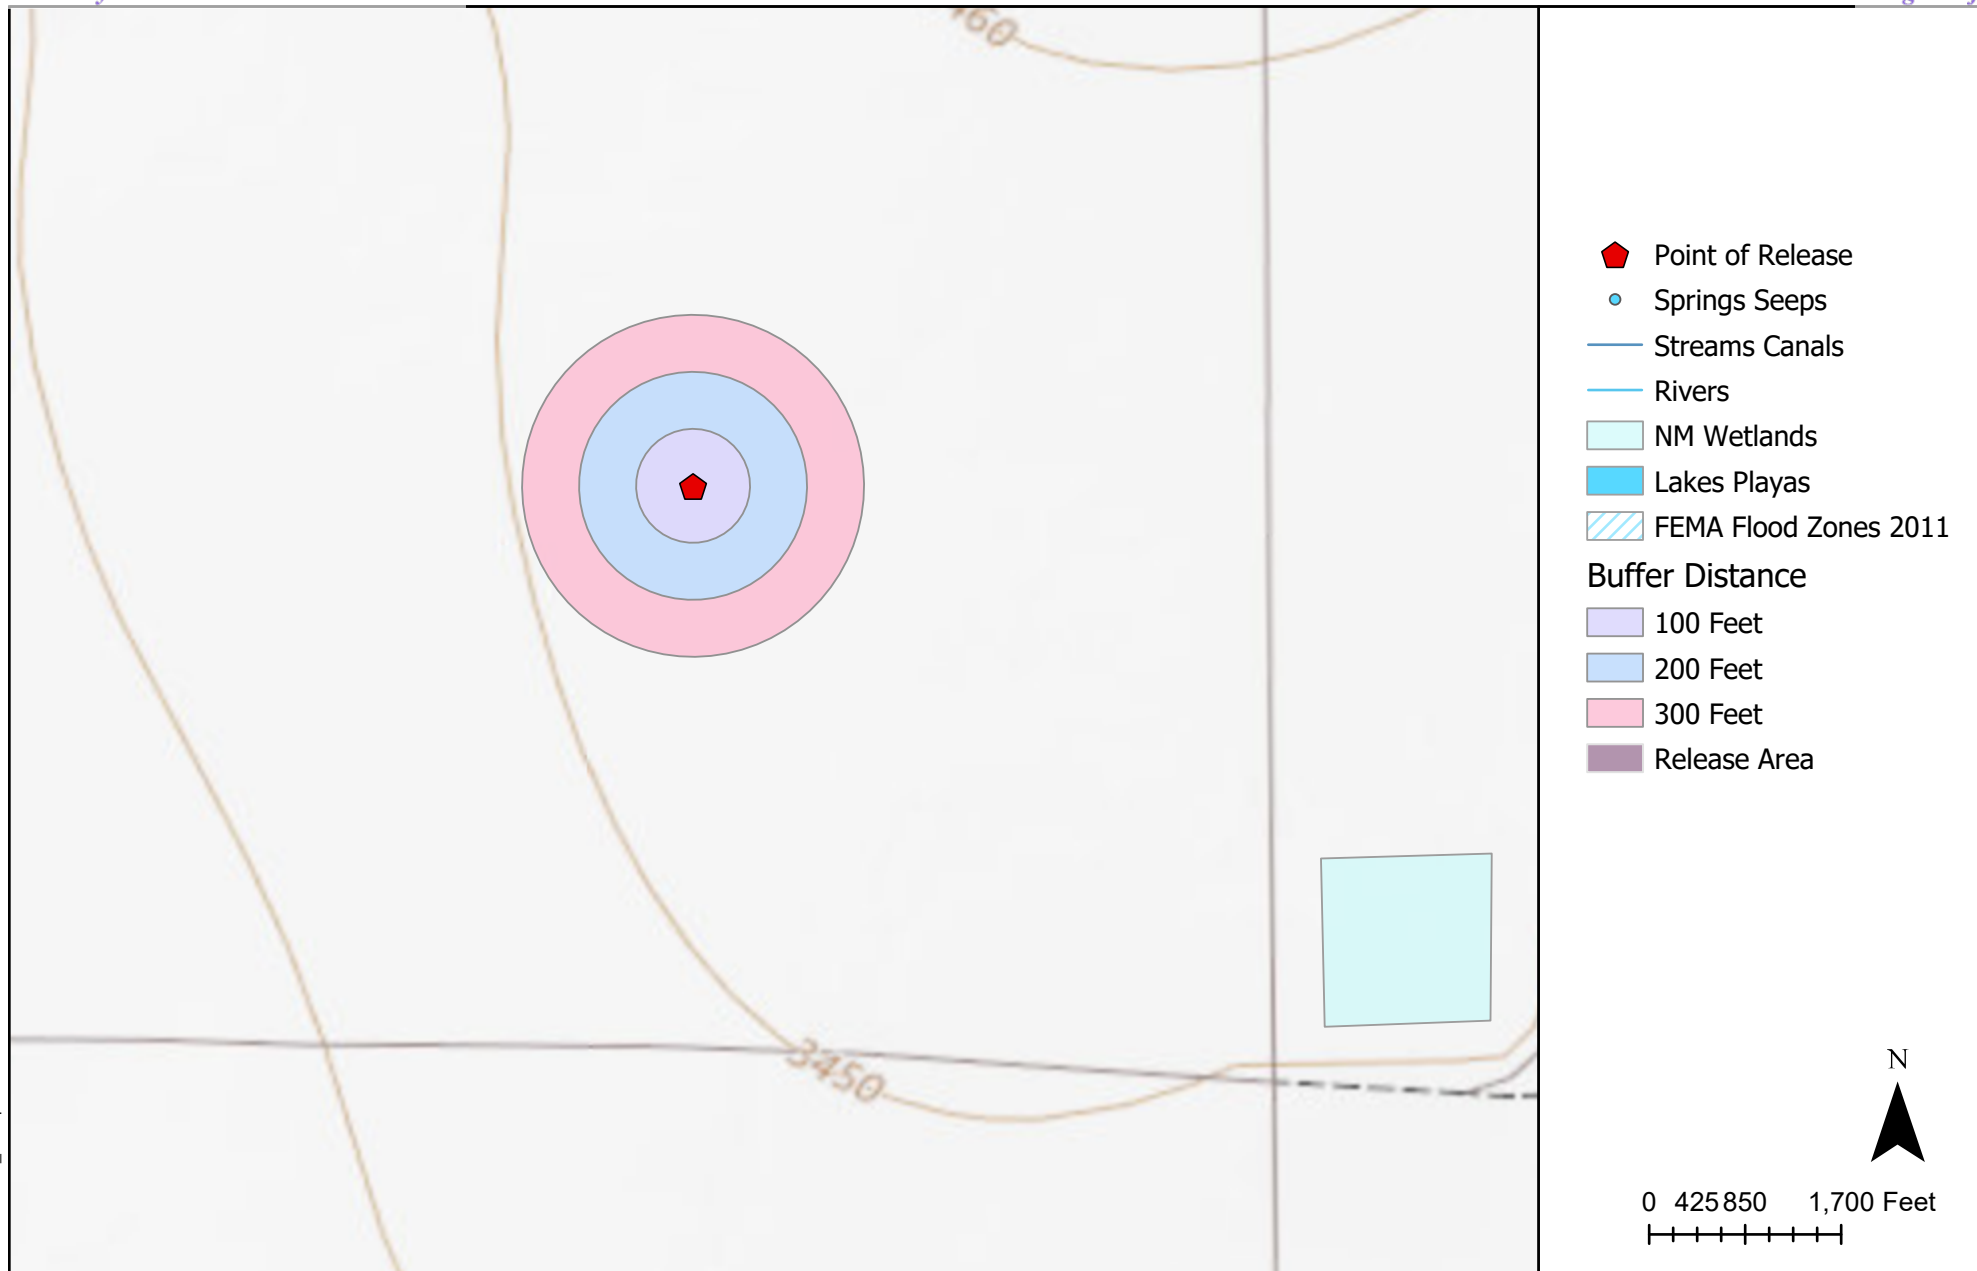 3450
Point of Release
Springs Seeps
Streams Canals
Rivers
NM Wetlands
Lakes Playas
FEMA Flood Zones 2011
Buffer Distance
100 Feet
200 Feet
300 Feet
Release Area
N
0 425 850 1,700 Feet